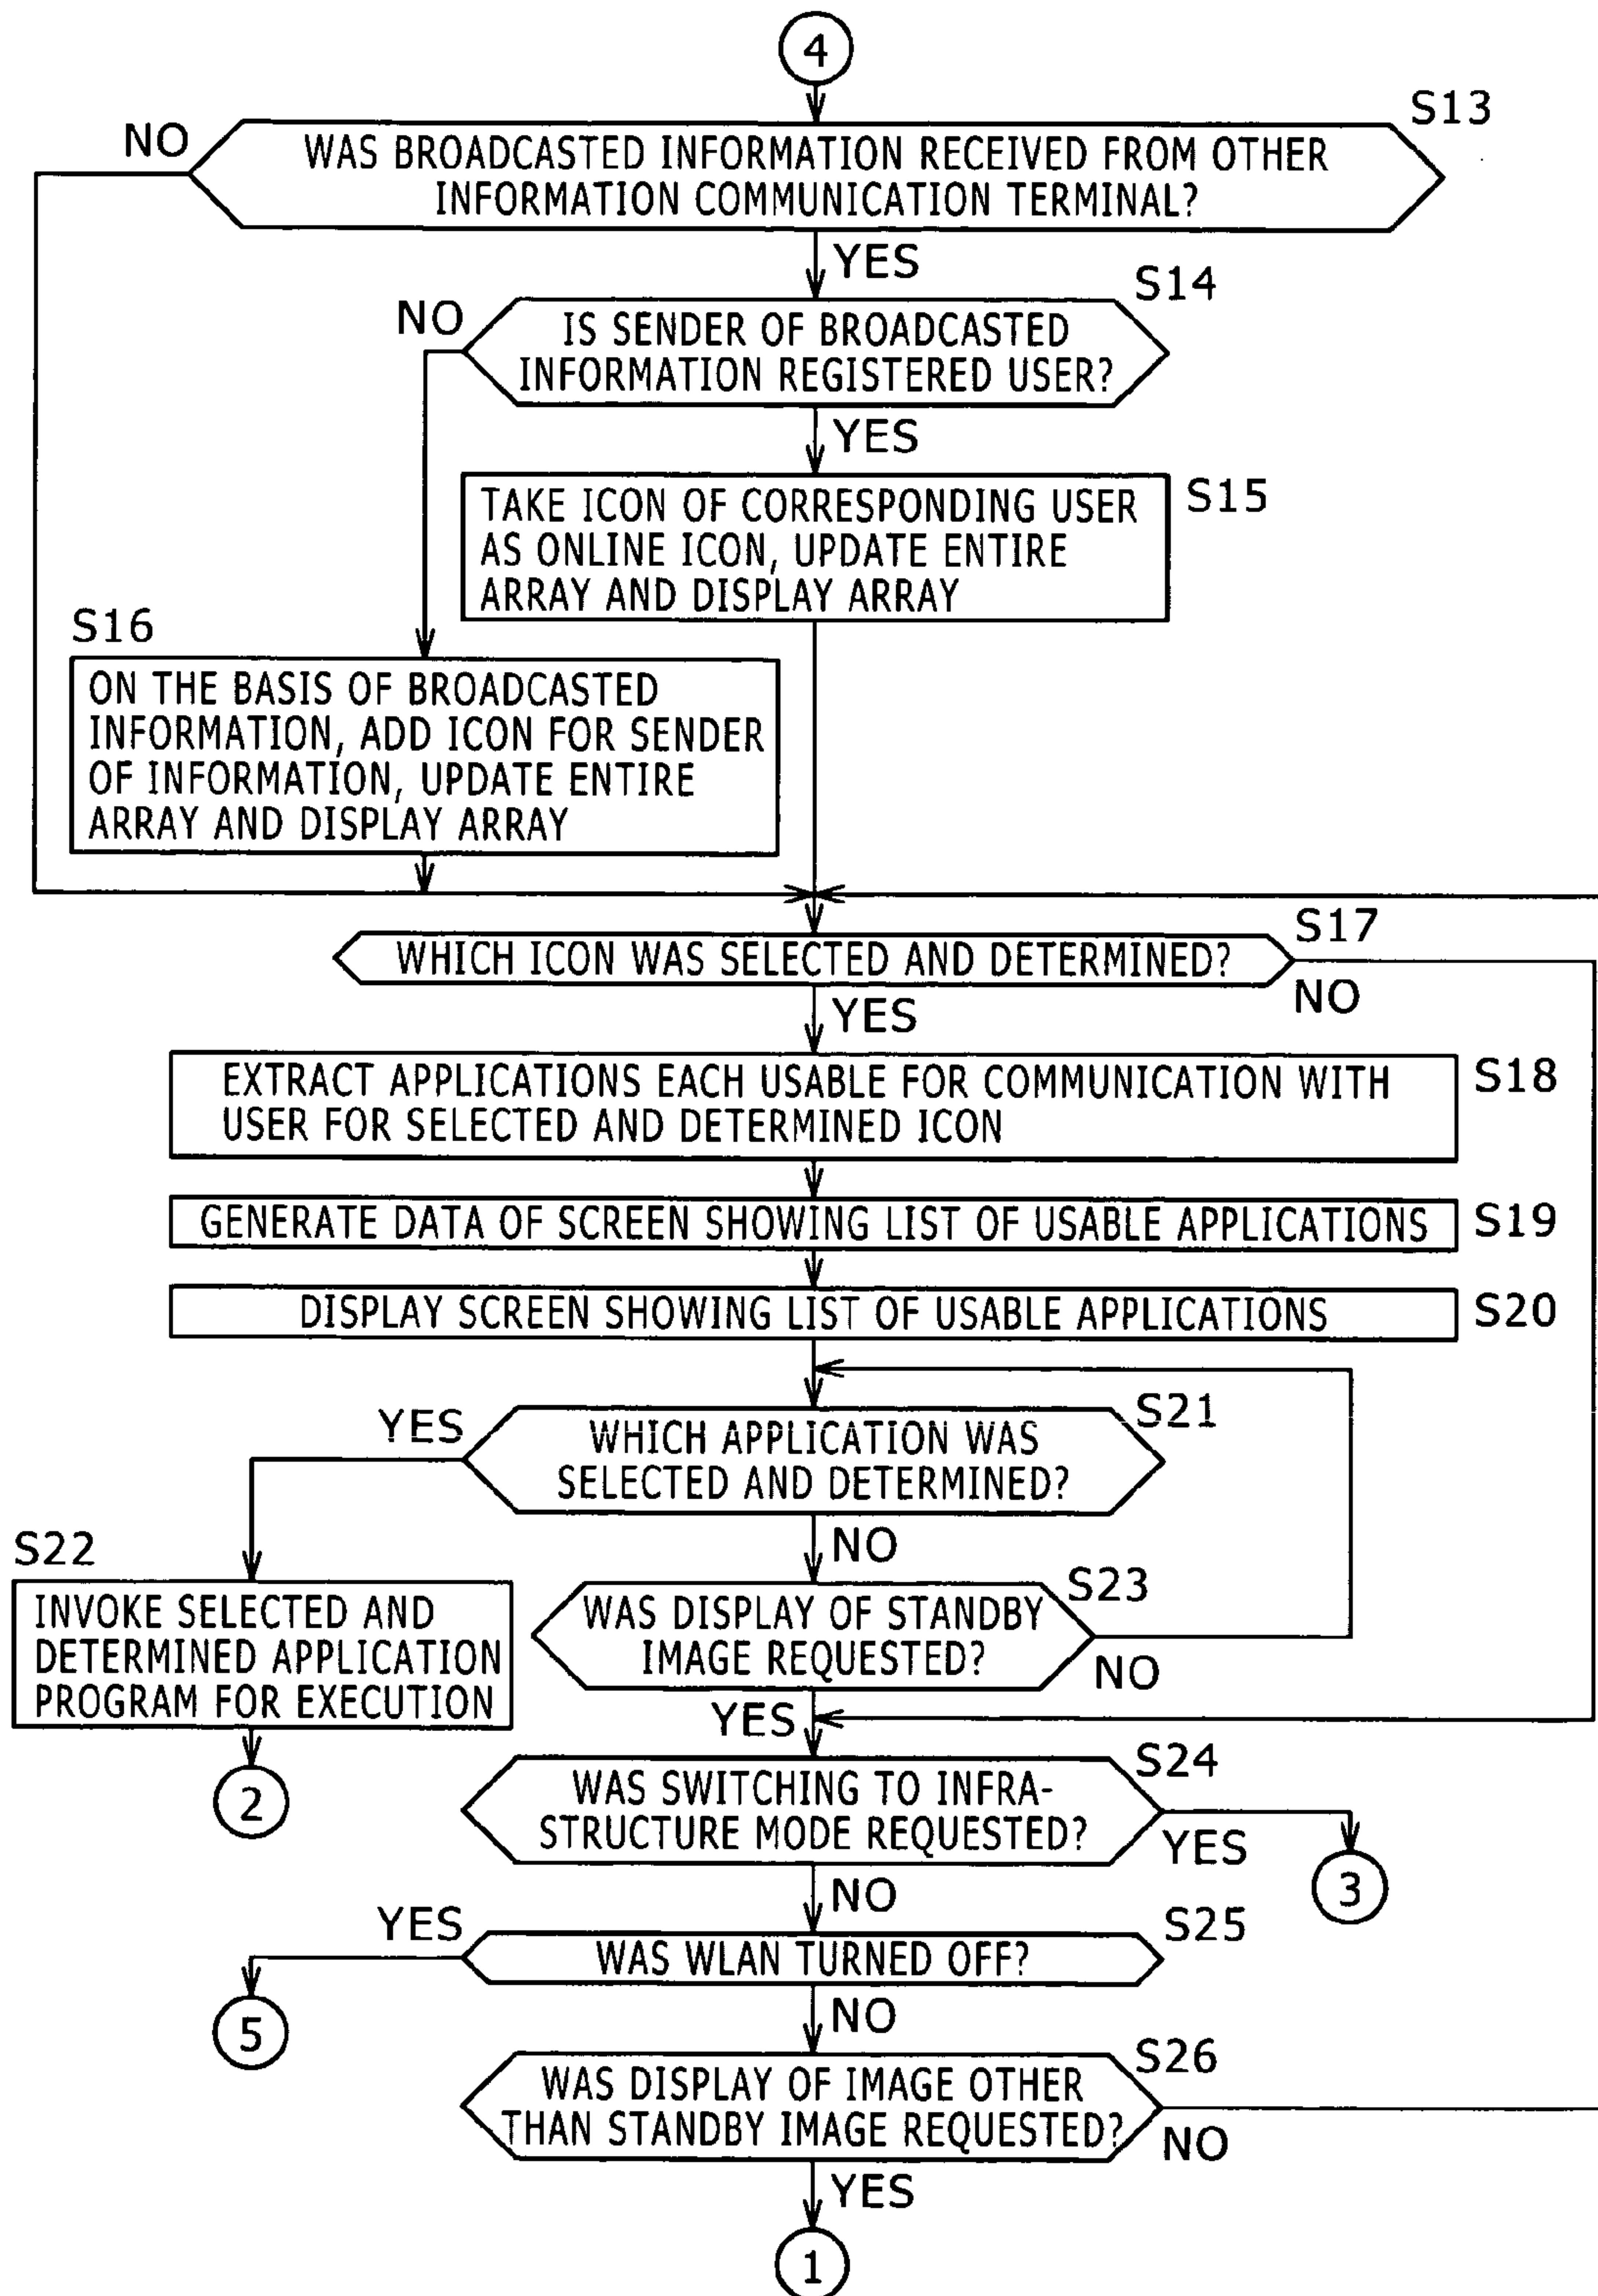 4
S13
NO
WAS BROADCASTED INFORMATION RECEIVED FROM OTHER
INFORMATION COMMUNICATION TERMINAL?
YES
S14
NO
IS SENDER OF BROADCASTED
INFORMATION REGISTERED USER?
YES
S15
TAKE ICON OF CORRESPONDING USER
AS ONLINE ICON, UPDATE ENTIRE
ARRAY AND DISPLAY ARRAY
S16
ON THE BASIS OF BROADCASTED
INFORMATION, ADD ICON FOR SENDER
OF INFORMATION, UPDATE ENTIRE
ARRAY AND DISPLAY ARRAY
S17
WHICH ICON WAS SELECTED AND DETERMINED?
NO
YES
EXTRACT APPLICATIONS EACH USABLE FOR COMMUNICATION WITH
USER FOR SELECTED AND DETERMINED ICON
S18
GENERATE DATA OF SCREEN SHOWING LIST OF USABLE APPLICATIONS
S19
DISPLAY SCREEN SHOWING LIST OF USABLE APPLICATIONS
S20
S21
YES
WHICH APPLICATION WAS
SELECTED AND DETERMINED?
NO
S22
INVOKE SELECTED AND
DETERMINED APPLICATION
PROGRAM FOR EXECUTION
2
S23
WAS DISPLAY OF STANDBY
IMAGE REQUESTED?
NO
YES
S24
WAS SWITCHING TO INFRA-
STRUCTURE MODE REQUESTED?
YES
3
NO
S25
YES
WAS WLAN TURNED OFF?
5
NO
S26
WAS DISPLAY OF IMAGE OTHER
THAN STANDBY IMAGE REQUESTED?
NO
YES
1